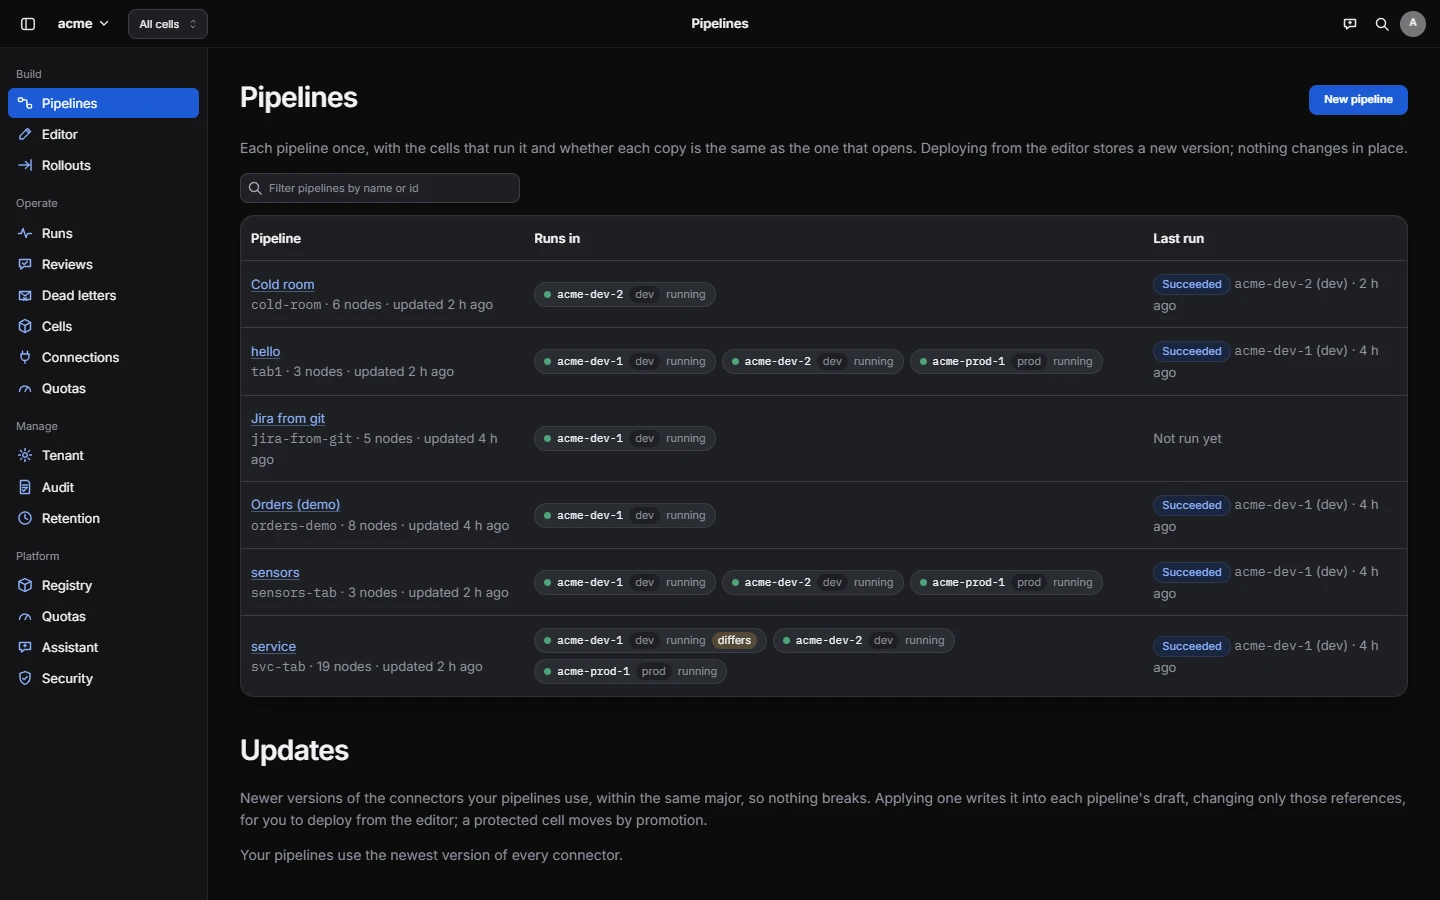 acme
All cells
Pipelines
A
Build
Pipelines
Editor
Rollouts
Operate
Runs
Reviews
Dead letters
Cells
Connections
Quotas
Manage
Tenant
Audit
Retention
Platform
Registry
Quotas
Assistant
Security
Pipelines
New pipeline
Each pipeline once, with the cells that run it and whether each copy is the same as the one that opens. Deploying from the editor stores a new version; nothing changes in place.
Filter pipelines by name or id
Pipeline Runs in Last run
Cold room
cold-room · 6 nodes · updated 2 h ago
acme-dev-2 dev running
Succeeded acme-dev-2 (dev) · 2 h
ago
hello
tab1 · 3 nodes · updated 2 h ago
acme-dev-1 dev running acme-dev-2 dev running acme-prod-1 prod running
Succeeded acme-dev-1 (dev) · 4 h
ago
Jira from git
jira-from-git · 5 nodes · updated 4 h
ago
acme-dev-1 dev running
Not run yet
Orders (demo)
orders-demo · 8 nodes · updated 4 h ago
acme-dev-1 dev running
Succeeded acme-dev-1 (dev) · 4 h
ago
sensors
sensors-tab · 3 nodes · updated 2 h ago
acme-dev-1 dev running acme-dev-2 dev running acme-prod-1 prod running
Succeeded acme-dev-1 (dev) · 4 h
ago
service
svc-tab · 19 nodes · updated 2 h ago
acme-dev-1 dev running differs acme-dev-2 dev running
acme-prod-1 prod running
Succeeded acme-dev-1 (dev) · 4 h
ago
Updates
Newer versions of the connectors your pipelines use, within the same major, so nothing breaks. Applying one writes it into each pipeline's draft, changing only those references,
for you to deploy from the editor; a protected cell moves by promotion.
Your pipelines use the newest version of every connector.